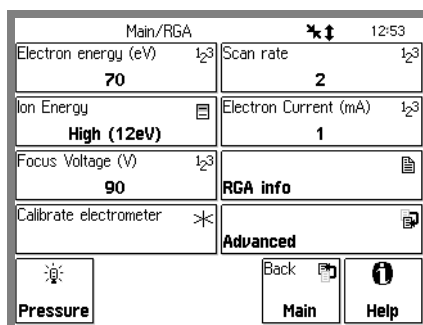 Main/RGA 12:53
Electron energy (eV) 123 Scan rate 123
70 2
Ion Energy Electron Current (mA) 123
High (12eV) 1
Focus Voltage (V) 123
90 RGA info
Calibrate electrometer
Advanced
Back
Pressure Main Help